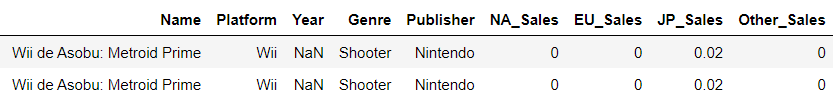 Name Platform Year Genre Publisher NA_Sales EU_Sales JP_Sales Other_Sales
Wii de Asobu: Metroid Prime Wii NaN Shooter Nintendo 0 0 0.02 0
Wii de Asobu: Metroid Prime Wii NaN Shooter Nintendo 0 0 0.02 0